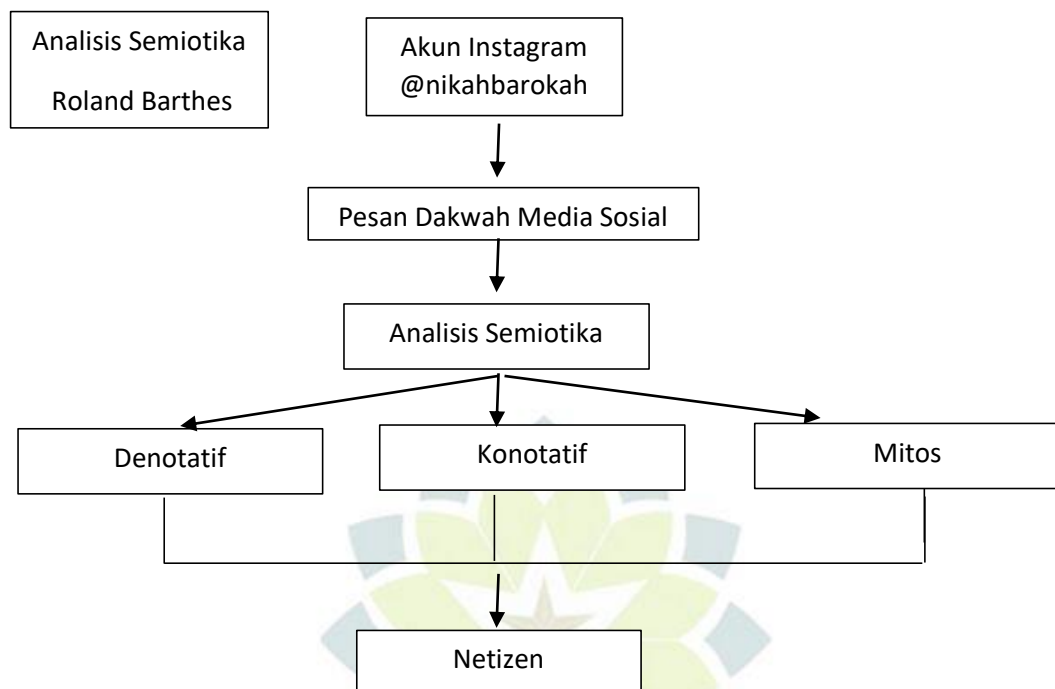 Analisis Semiotika
Roland Barthes
Akun Instagram
@nikahbarokah
Pesan Dakwah Media Sosial
Analisis Semiotika
Denotatif
Konotatif
Mitos
Netizen